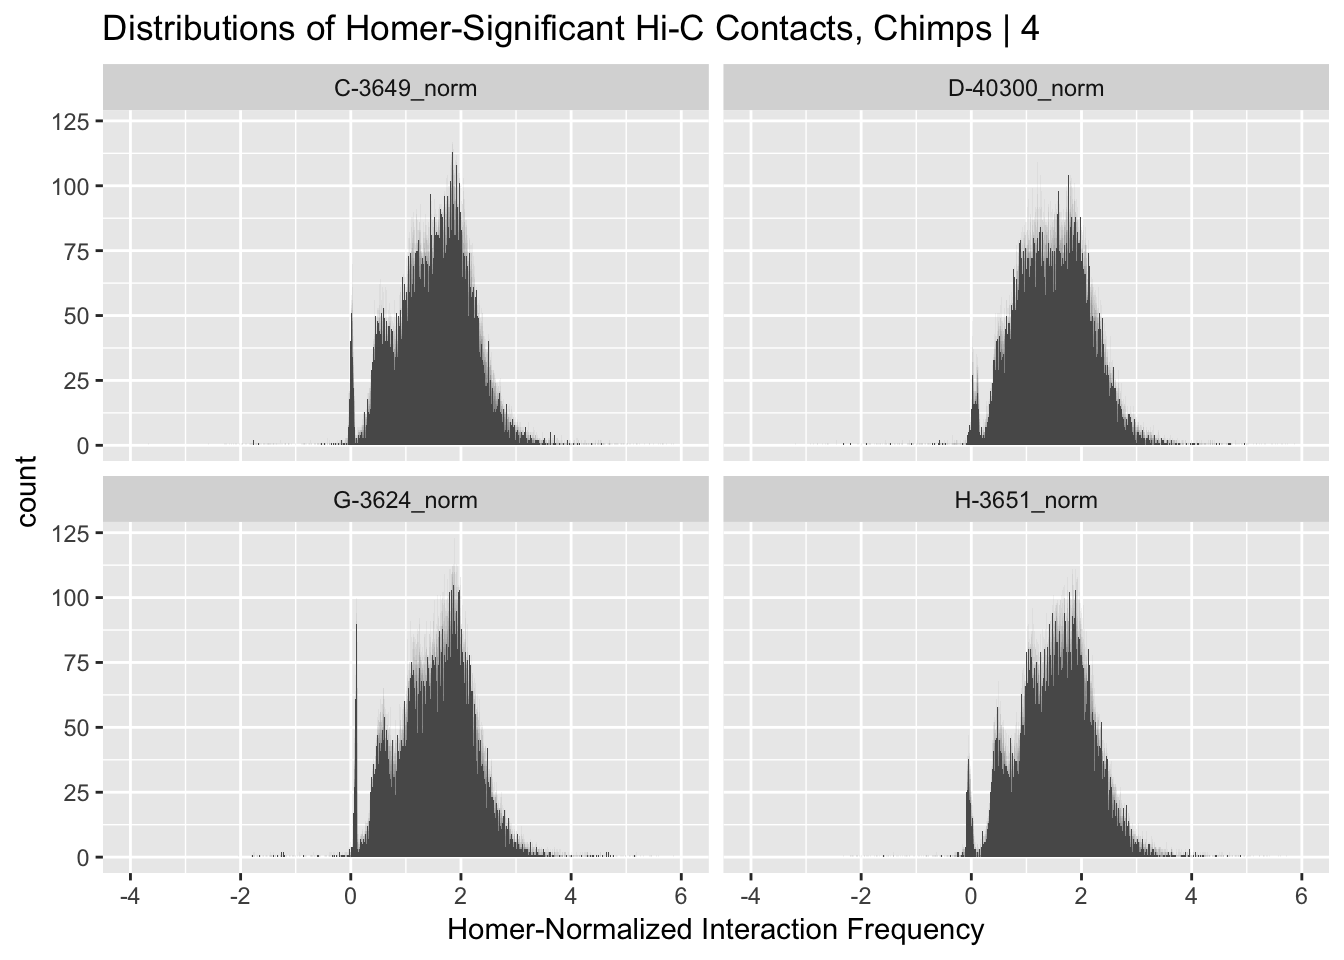 Distributions of Homer-Significant Hi-C Contacts, Chimps | 4
C-3649_norm
D-40300_norm
125
100
75
50
25
0
G-3624_norm
H-3651_norm
125
100
75
50
25
0
count
-4 -2 0 2 4 6
-4 -2 0 2 4 6
Homer-Normalized Interaction Frequency